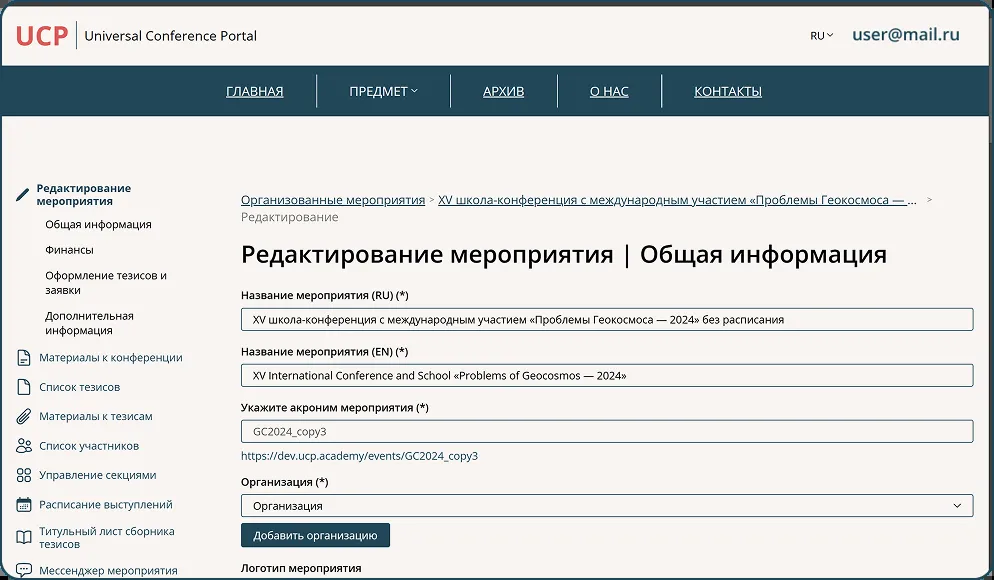 UCP Universal Conference Portal
RU user@mail.ru
ГЛАВНАЯ ПРЕДМЕТ АРХИВ О НАС КОНТАКТЫ
Редактирование
мероприятия
Общая информация
Финансы
Оформление тезисов и
заявки
Дополнительная
информация
Материалы к конференции
Список тезисов
Материалы к тезисам
Список участников
Управление секциями
Расписание выступлений
Титульный лист сборника
тезисов
Мессенджер мероприятия
Организованные мероприятия > XV школа-конференция с международным участием «Проблемы Геокосмоса — ... >
Редактирование
Редактирование мероприятия | Общая информация
Название мероприятия (RU) (*)
XV школа-конференция с международным участием «Проблемы Геокосмоса — 2024» без расписания
Название мероприятия (EN) (*)
XV International Conference and School «Problems of Geocosmos — 2024»
Укажите акроним мероприятия (*)
GC2024_copy3
https://dev.ucp.academy/events/GC2024_copy3
Организация (*)
Организация
Добавить организацию
Логотип мероприятия